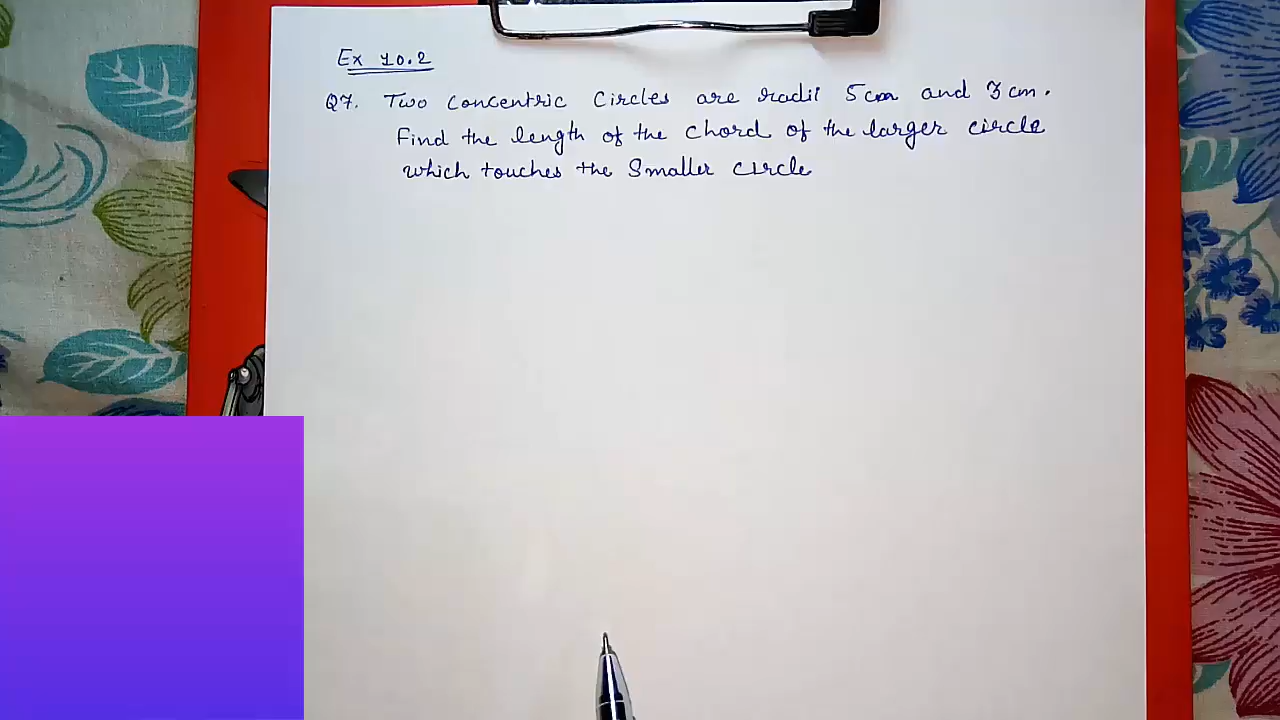 Ex 10.2
Q7. Two concentric circles are radii 5cm and 3cm.
Find the length of the chord of the larger circle
which touches the smaller circle